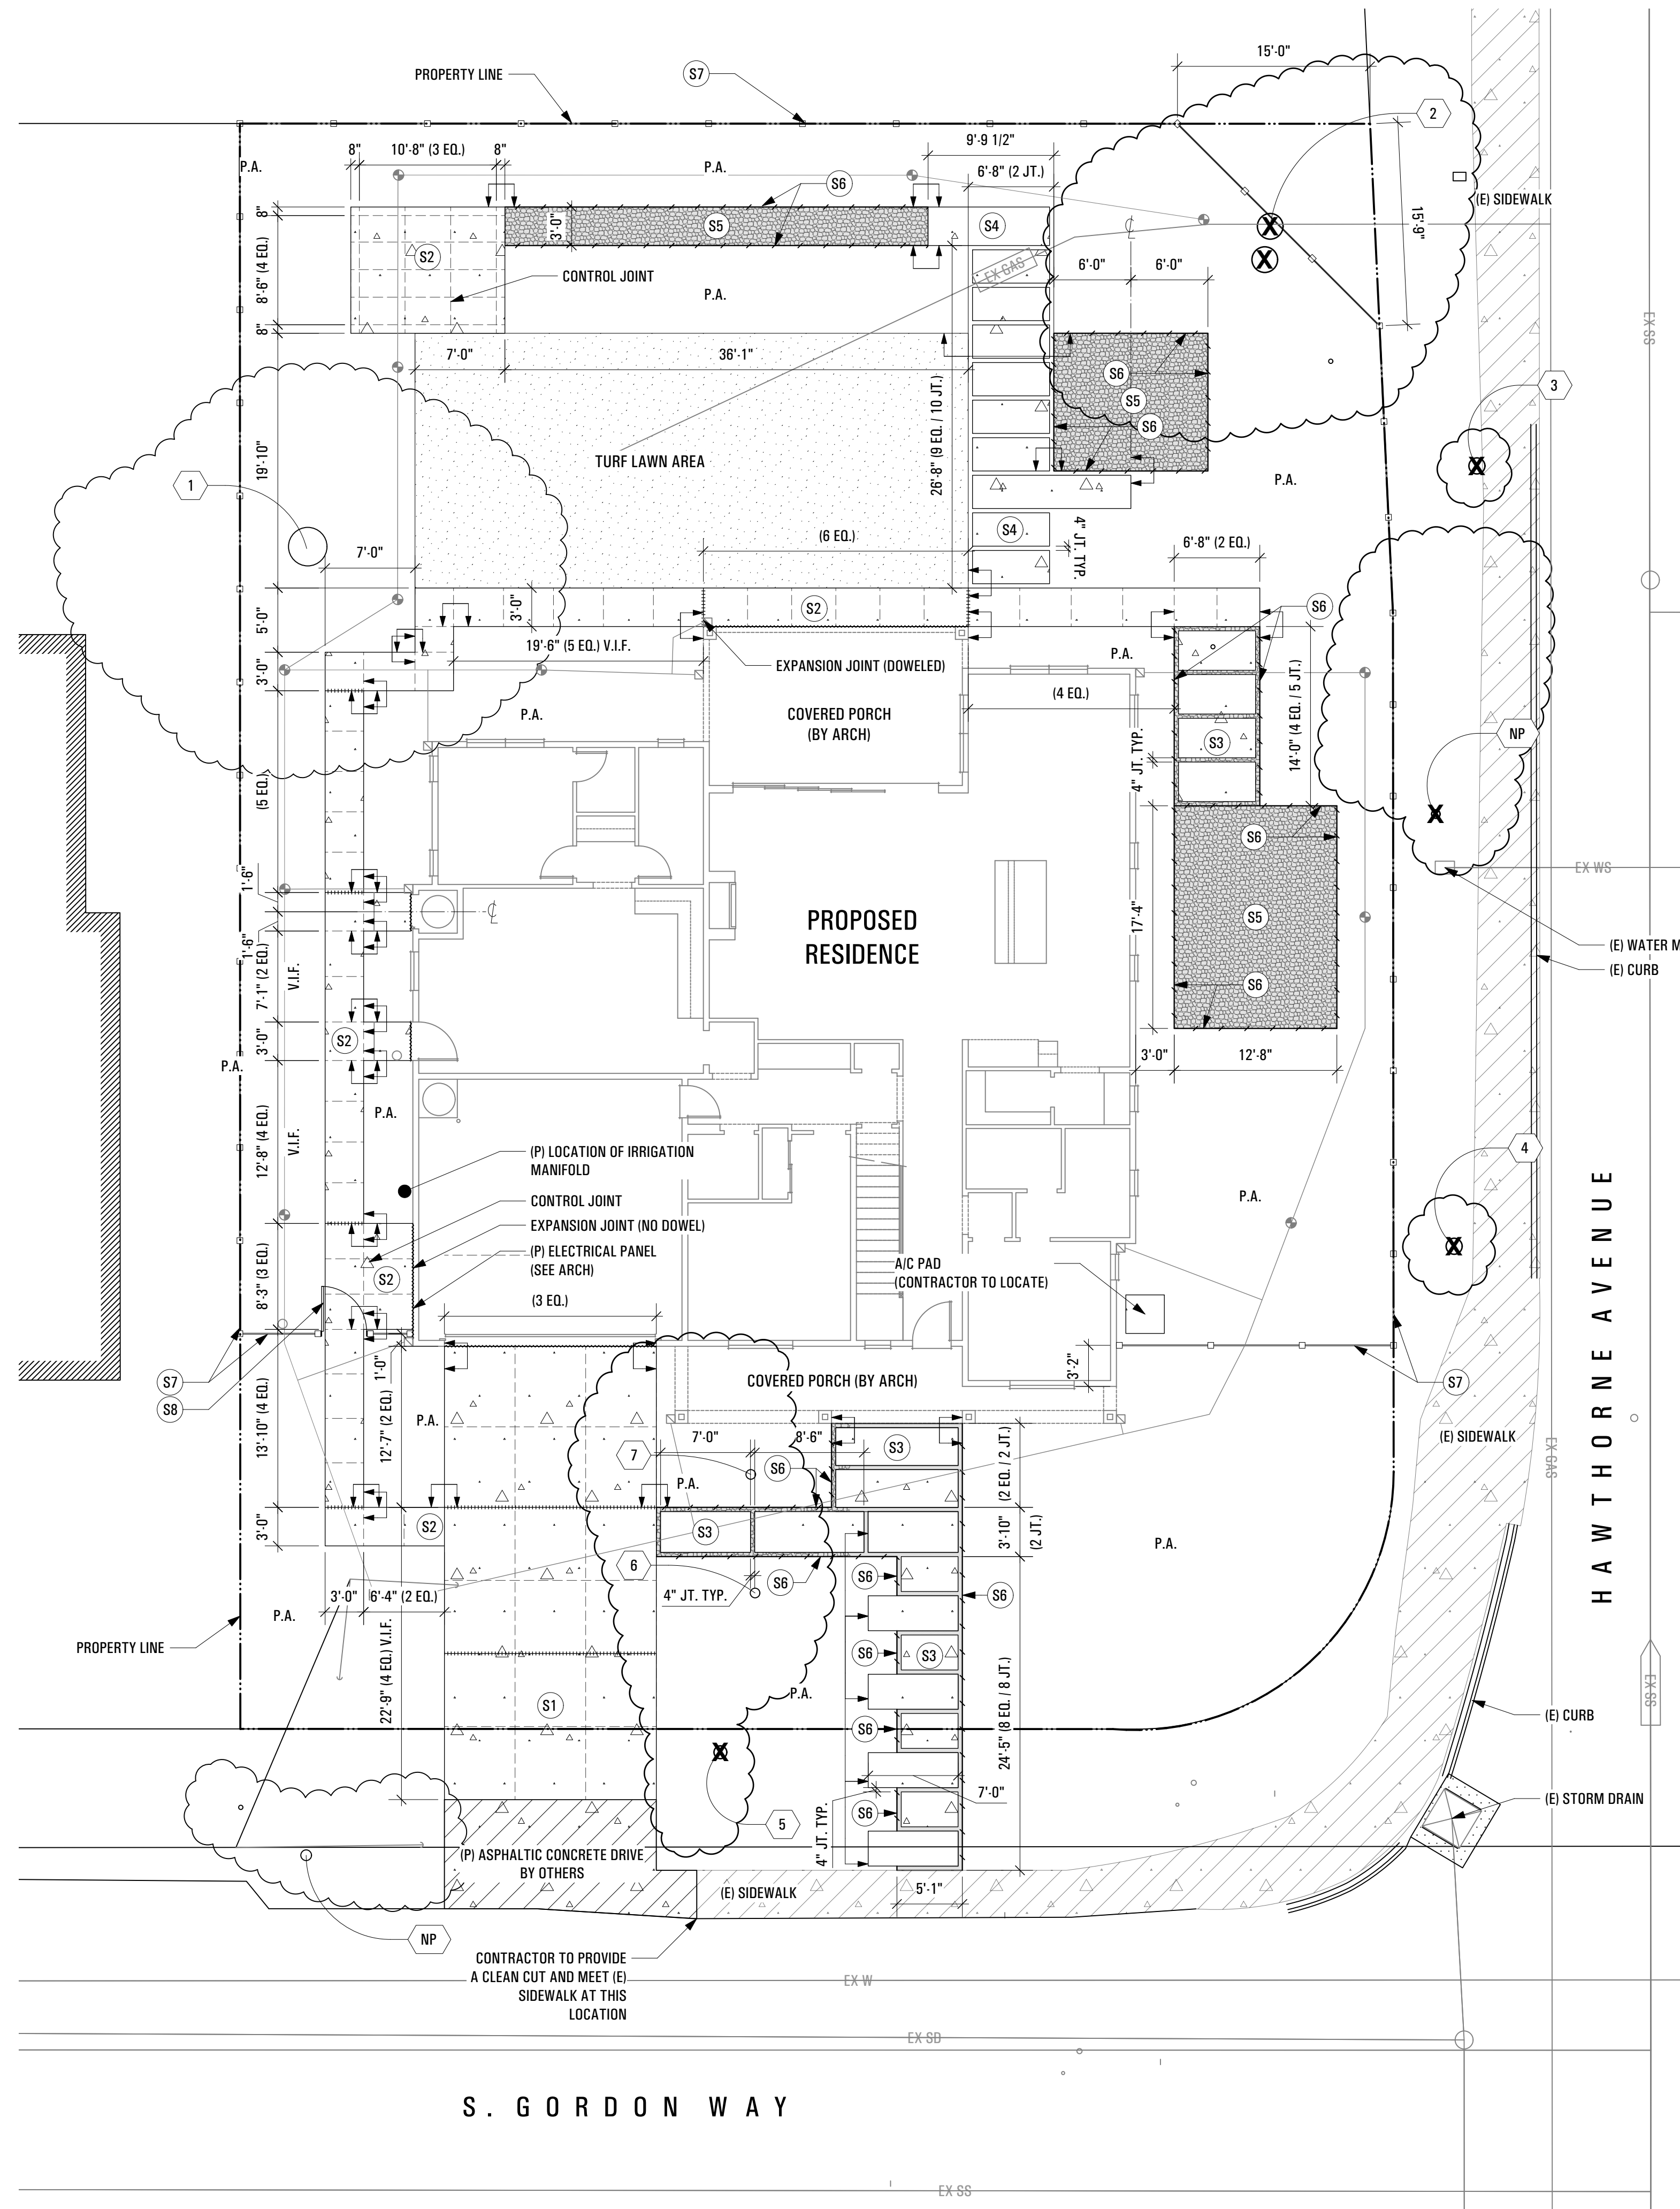 15'-0"
PROPERTY LINE
S7
2
9'-9 1/2"
8"
10'-8" (3 EQ.)
8"
P.A.
P.A.
6'-8" (2 JT.)
S6
(E) SIDEWALK
8"
3'-0"
S5
S4
15'-9"
S2
8'-6" (4 EQ.)
CONTROL JOINT
EX GAS
6'-0"
6'-0"
P.A.
8"
EX SS
7'-0"
36'-1"
S6
3
S5
S6
19'-10"
26'-8" (9 EQ. / 10 JT.)
TURF LAWN AREA
P.A.
1
S4
4" JT. TYP.
(6 EQ.)
6'-8" (2 EQ.)
7'-0"
5'-0"
3'-0"
S2
S6
19'-6" (5 EQ.) V.I.F.
P.A.
3'-0"
EXPANSION JOINT (DOWELED)
(4 EQ.)
14'-0" (4 EQ. / 5 JT.)
P.A.
COVERED PORCH
(BY ARCH)
NP
S3
4" JT. TYP.
(5 EQ.)
S6
EX WS
1'-6"
17'-4"
S5
PROPOSED
RESIDENCE
(E) WATER M
(E) CURB
1'-6"
7'-1" (2 EQ.)
V.I.F.
S6
3'-0"
S2
3'-0"
12'-8"
P.A.
P.A.
12'-8" (4 EQ.)
V.I.F.
(P) LOCATION OF IRRIGATION
MANIFOLD
4
P.A.
CONTROL JOINT
EXPANSION JOINT (NO DOWEL)
(P) ELECTRICAL PANEL
(SEE ARCH)
HAWTHORNE AVENUE
8'-3" (3 EQ.)
S2
A/C PAD
(CONTRACTOR TO LOCATE)
(3 EQ.)
1'-0"
3'-2"
S7
S8
COVERED PORCH (BY ARCH)
S7
13'-10" (4 EQ.)
12'-7" (2 EQ.)
P.A.
7'-0"
8'-6"
S3
(E) SIDEWALK
EX GAS
7
S6
P.A.
(2 EQ. / 2 JT.)
3'-0"
S2
S3
3'-10"
(2 JT.)
P.A.
6
S6
S6
S6
4" JT. TYP.
3'-0"
6'-4" (2 EQ.)
P.A.
PROPERTY LINE
S6
S3
22'-9" (4 EQ.) V.I.F.
P.A.
24'-5" (8 EQ. / 8 JT.)
EX SS
S1
S6
(E) CURB
7'-0"
(E) STORM DRAIN
S6
5
4" JT. TYP.
(P) ASPHALTIC CONCRETE DRIVE
BY OTHERS
(E) SIDEWALK
5'-1"
NP
CONTRACTOR TO PROVIDE
A CLEAN CUT AND MEET (E)
SIDEWALK AT THIS
LOCATION
EX W
EX SD
S. GORDON WAY
EX SS